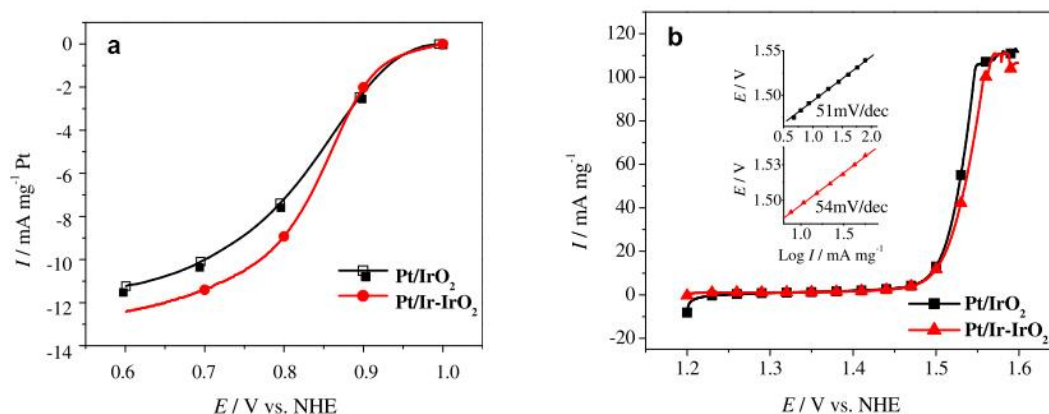 a
0
-2
-4
-6
-8
-10
-12
-14
I / mA mg⁻¹ Pt
Pt/IrO₂
Pt/Ir-IrO₂
0.6 0.7 0.8 0.9 1.0
E / V vs. NHE
b
120
100
80
60
40
20
0
-20
I / mA mg⁻¹
1.55
1.50
E / V
51mV/dec
0.5 1.0 1.5 2.0
1.53
1.50
E / V
54mV/dec
1.0 1.5
Log I / mA mg⁻¹
Pt/IrO₂
Pt/Ir-IrO₂
1.2 1.3 1.4 1.5 1.6
E / V vs. NHE